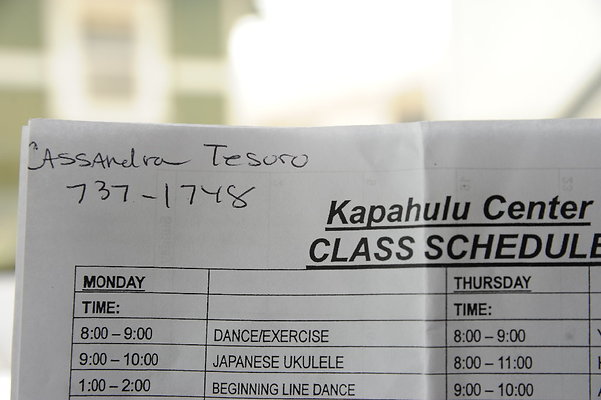 Cassandra Tesoro
737-1748
Kapahulu Center
CLASS SCHEDULE
MONDAY THURSDAY
TIME: TIME:
8:00 – 9:00 DANCE/EXERCISE 8:00 – 9:00
9:00 – 10:00 JAPANESE UKULELE 8:00 – 11:00
1:00 – 2:00 BEGINNING LINE DANCE 9:00 – 10:00